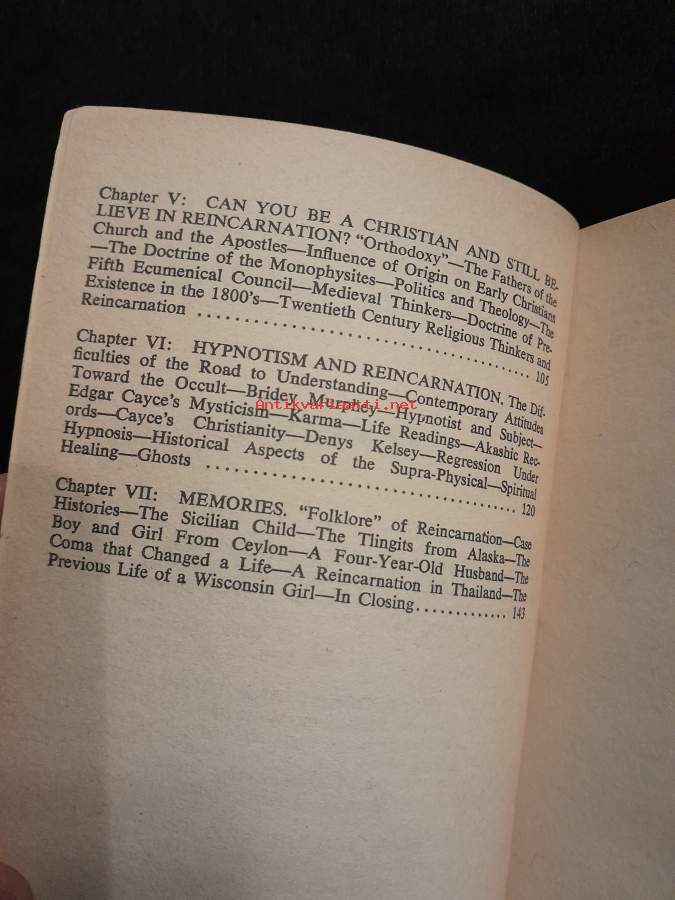 Chapter V: CAN YOU BE A CHRISTIAN AND STILL BE-
LIEVE IN REINCARNATION? "Orthodoxy"—The Fathers of the
Church and the Apostles—Influence of Origin on Early Christians
—The Doctrine of the Monophysites—Politics and Theology—The
Fifth Ecumenical Council—Medieval Thinkers—Doctrine of Pre-
Existence in the 1800's—Twentieth Century Religious Thinkers and
Reincarnation .................................... 105
Chapter VI: HYPNOTISM AND REINCARNATION. The Dif-
ficulties of the Road to Understanding—Contemporary Attitudes
Toward the Occult—Bridey Murphey—Hypnotist and Subject—
Edgar Cayce's Mysticism—Karma—Life Readings—Akashic Rec-
ords—Cayce's Christianity—Denys Kelsey—Regression Under
Hypnosis—Historical Aspects of the Supra-Physical—Spiritual
Healing—Ghosts .................................... 120
Chapter VII: MEMORIES. "Folklore" of Reincarnation—Case
Histories—The Sicilian Child—The Tlingits from Alaska—The
Boy and Girl From Ceylon—A Four-Year-Old Husband—The
Coma that Changed a Life—A Reincarnation in Thailand—The
Previous Life of a Wisconsin Girl—In Closing............. 143